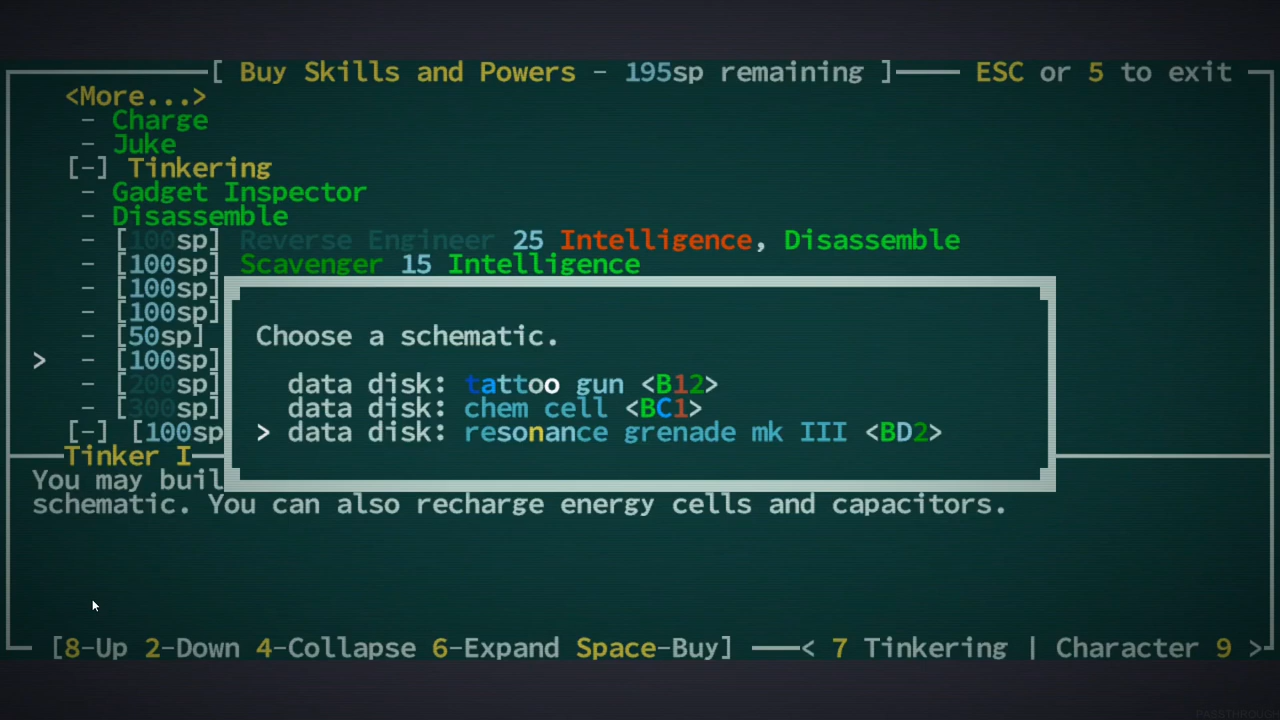 [ Buy Skills and Powers - 195sp remaining ] ESC or 5 to exit
<More...>
- Charge
- Juke
[-] Tinkering
- Gadget Inspector
- Disassemble
- [100sp] Reverse Engineer 25 Intelligence, Disassemble
- [100sp] Scavenger 15 Intelligence
- [100sp]
- [100sp]
- [50sp]
> - [100sp]
- [200sp]
- [300sp]
[-] [100sp
Choose a schematic.
data disk: tattoo gun <B12>
data disk: chem cell <BC1>
> data disk: resonance grenade mk III <BD2>
Tinker I
You may buil
schematic. You can also recharge energy cells and capacitors.
[8-Up 2-Down 4-Collapse 6-Expand Space-Buy] < 7 Tinkering | Character 9 >